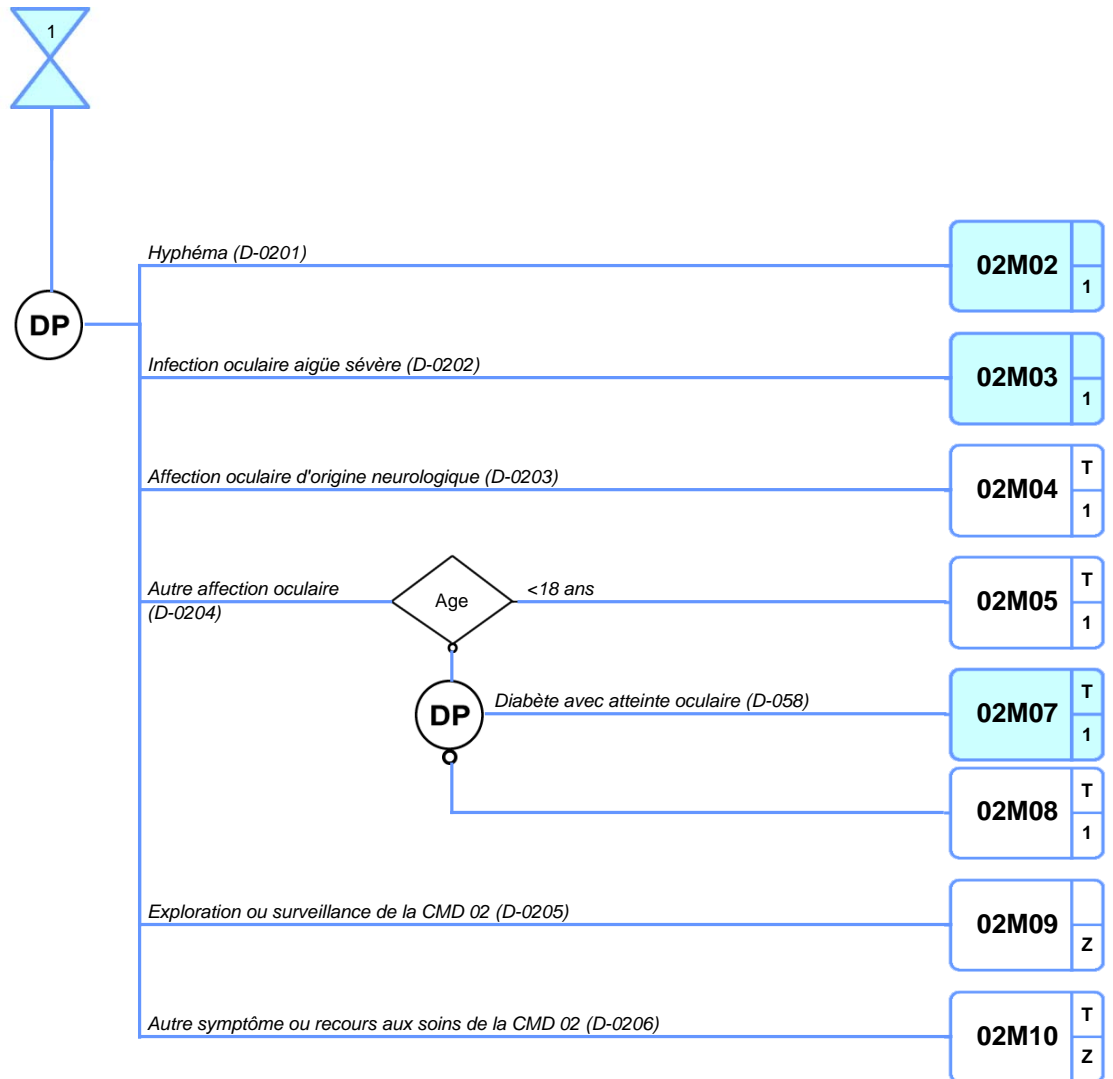 1
DP
Hyphéma (D-0201)
02M02
1
Infection oculaire aigüe sévère (D-0202)
02M03
1
Affection oculaire d'origine neurologique (D-0203)
02M04
T
1
Autre affection oculaire
(D-0204)
Age
<18 ans
02M05
T
1
DP
Diabète avec atteinte oculaire (D-058)
02M07
T
1
02M08
T
1
Exploration ou surveillance de la CMD 02 (D-0205)
02M09
Z
Autre symptôme ou recours aux soins de la CMD 02 (D-0206)
02M10
T
Z